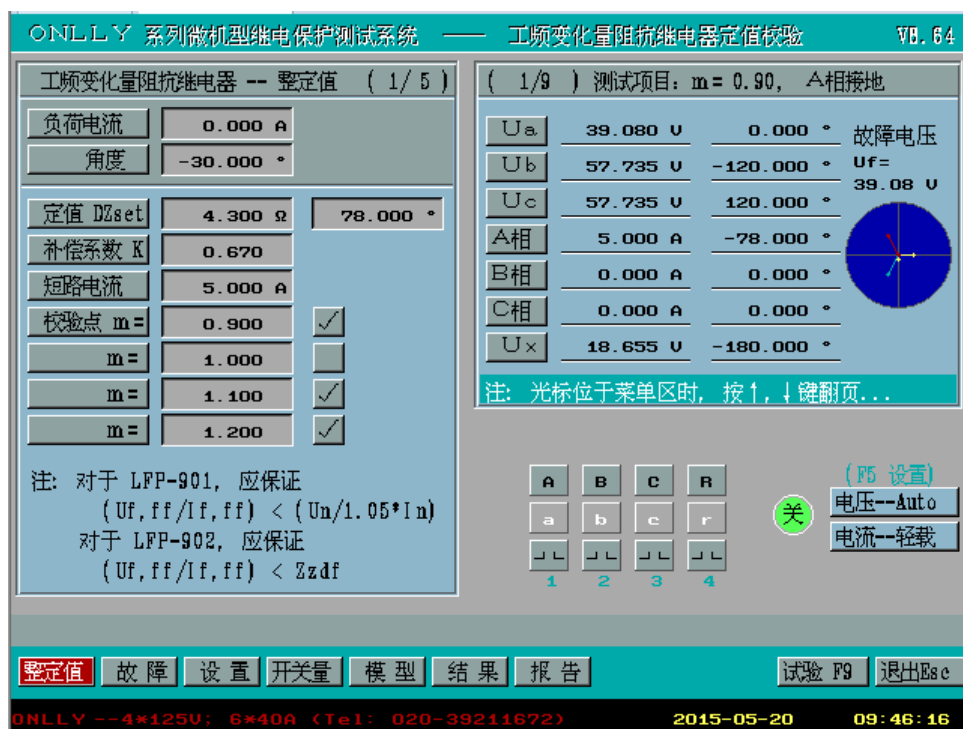 ONLLY 系列微机型继电保护测试系统 —— 工频变化量阻抗继电器定值校验 V8.64
工频变化量阻抗继电器 -- 整定值 ( 1/ 5 )
负荷电流 0.000 A
角度 -30.000 °
定值 DZset 4.300 Ω 78.000 °
补偿系数 K 0.670
短路电流 5.000 A
校验点 m= 0.900 √
m= 1.000
m= 1.100 √
m= 1.200 √
注: 对于 LFP-901, 应保证
(Uf,ff/If,ff) < (Un/1.05*In)
对于 LFP-902, 应保证
(Uf,ff/If,ff) < Zzdf
( 1/9 ) 测试项目: m= 0.90, A相接地
Ua 39.080 V 0.000 °
Ub 57.735 V -120.000 °
Uc 57.735 V 120.000 °
A相 5.000 A -78.000 °
B相 0.000 A 0.000 °
C相 0.000 A 0.000 °
Ux 18.655 V -180.000 °
故障电压
Uf=
39.08 V
注: 光标位于菜单区时, 按↑,↓键翻页...
A B C R
a b c r
1 2 3 4
关
(F5 设置)
电压--Auto
电流--轻载
整定值 故障 设置 开关量 模型 结果 报告 试验 F9 退出Esc
ONLLY --4*125V; 6*40A (Tel: 020-39211672) 2015-05-20 09:46:16